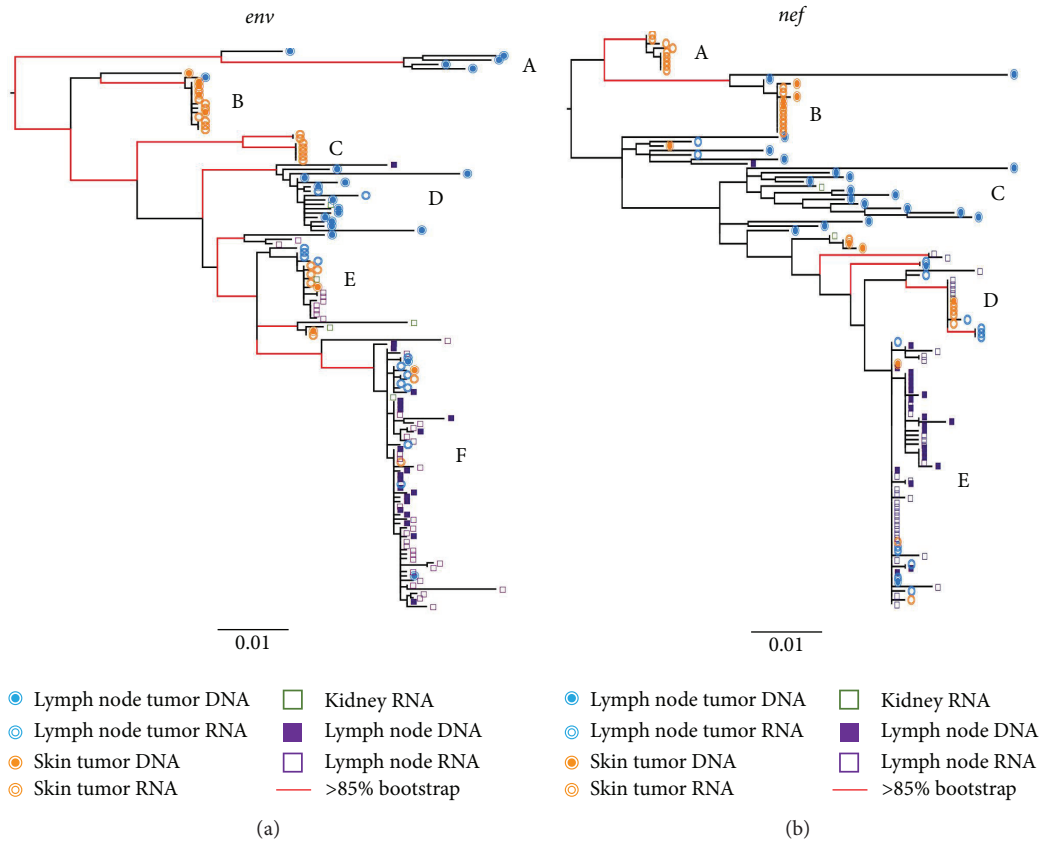 env
A
B
C
D
E
F
0.01
Lymph node tumor DNA
Lymph node tumor RNA
Skin tumor DNA
Skin tumor RNA
Kidney RNA
Lymph node DNA
Lymph node RNA
>85% bootstrap
(a)
nef
A
B
C
D
E
0.01
Lymph node tumor DNA
Lymph node tumor RNA
Skin tumor DNA
Skin tumor RNA
Kidney RNA
Lymph node DNA
Lymph node RNA
>85% bootstrap
(b)